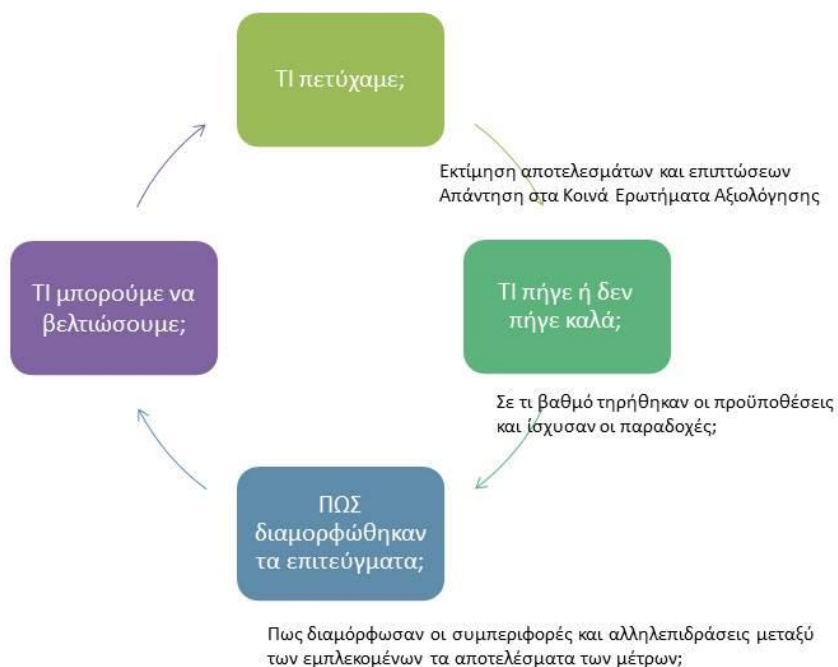 ΤΙ πετύχαμε;
Εκτίμηση αποτελεσμάτων και επιπτώσεων
Απάντηση στα Κοινά Ερωτήματα Αξιολόγησης
ΤΙ πήγε ή δεν
πήγε καλά;
Σε τι βαθμό τηρήθηκαν οι προϋποθέσεις
και ίσχυσαν οι παραδοχές;
ΠΩΣ
διαμορφώθηκαν
τα επιτεύγματα;
Πως διαμόρφωσαν οι συμπεριφορές και αλληλεπιδράσεις μεταξύ
των εμπλεκομένων τα αποτελέσματα των μέτρων;
ΤΙ μπορούμε να
βελτιώσουμε;